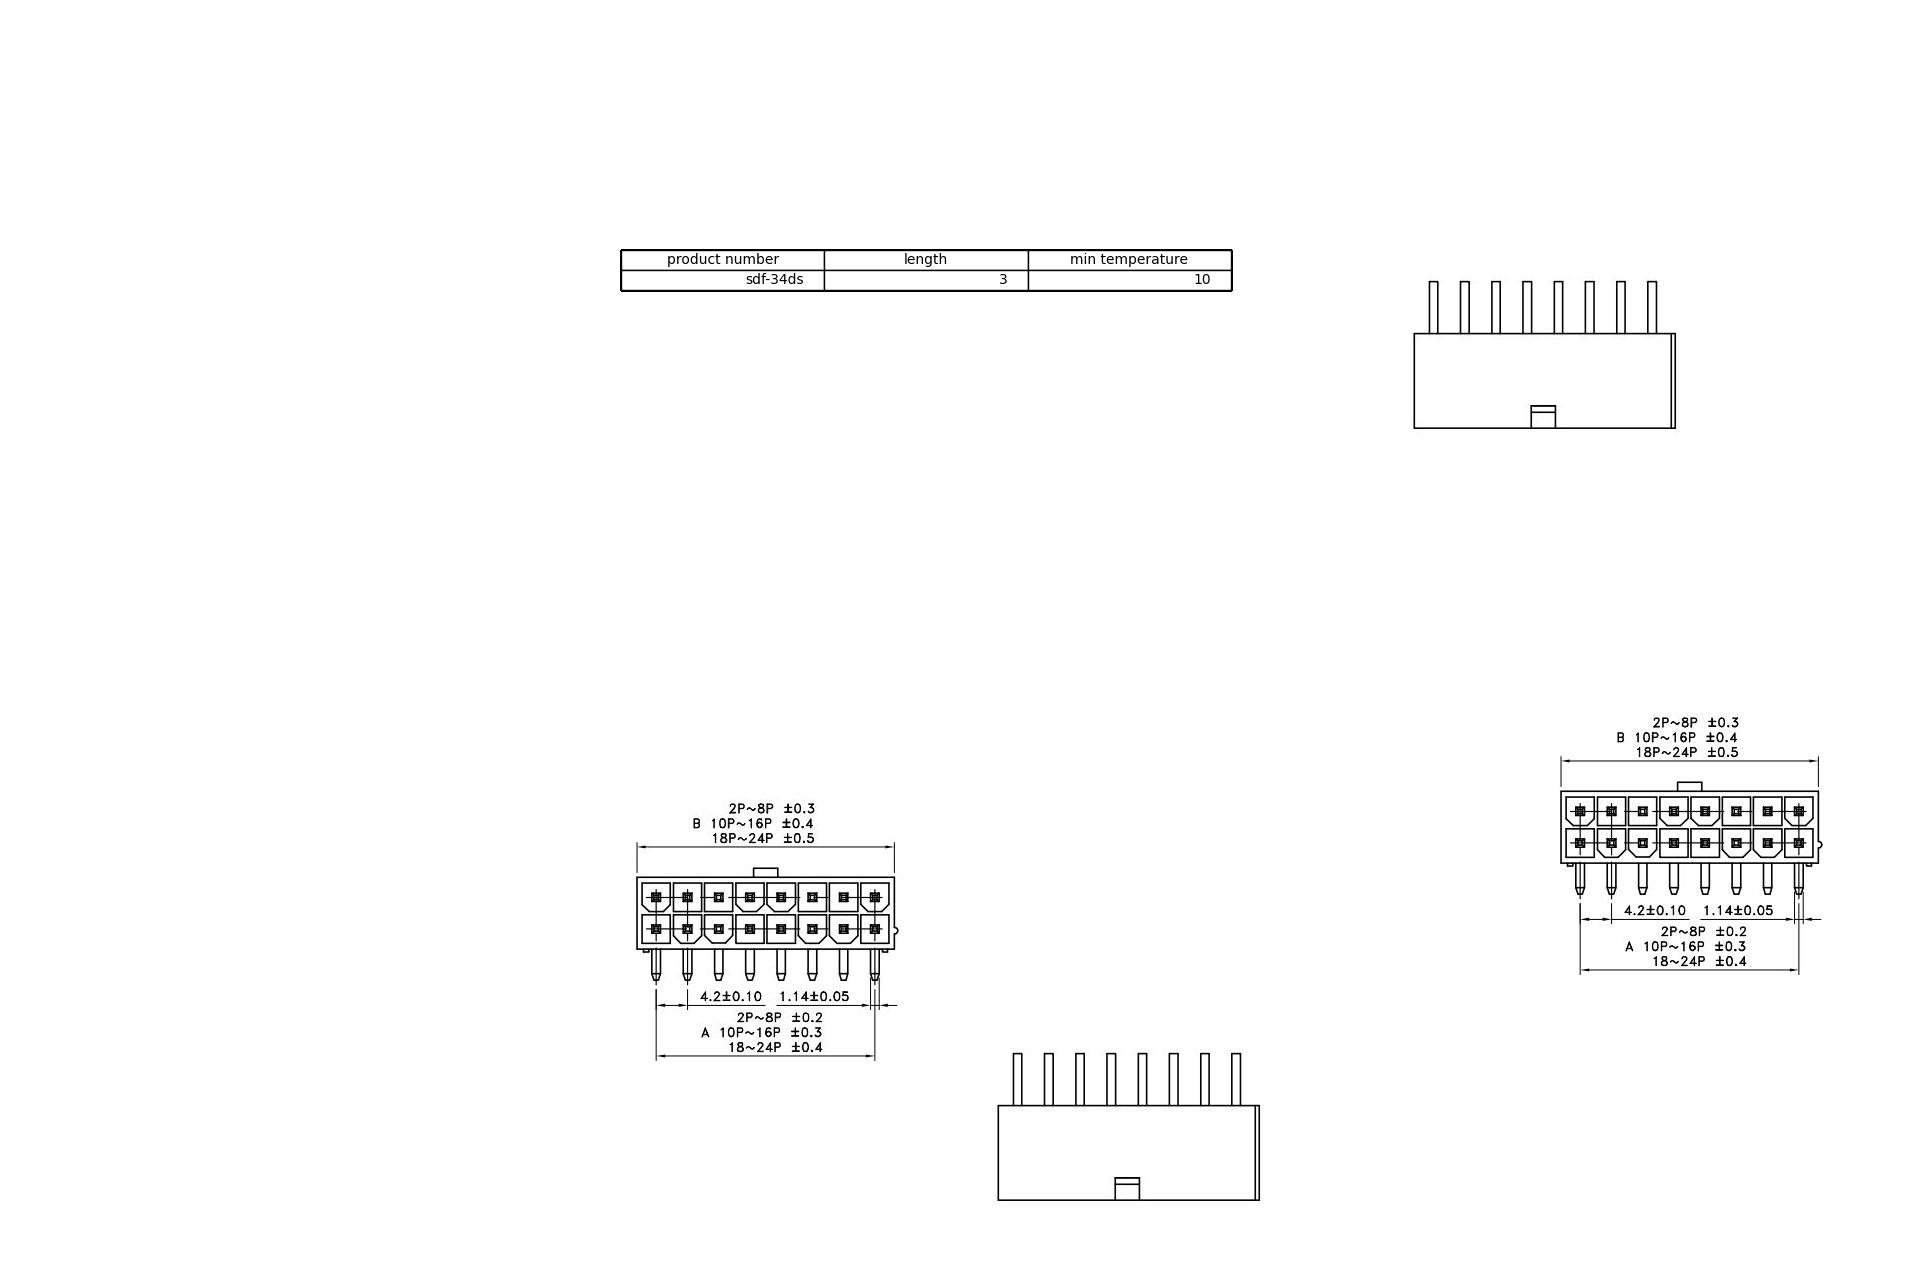 product number length min temperature
sdf-34ds 3 10
2P~8P ±0.3
B 10P~16P ±0.4
18P~24P ±0.5
4.2±0.10 1.14±0.05
2P~8P ±0.2
A 10P~16P ±0.3
18~24P ±0.4
2P~8P ±0.3
B 10P~16P ±0.4
18P~24P ±0.5
4.2±0.10 1.14±0.05
2P~8P ±0.2
A 10P~16P ±0.3
18~24P ±0.4